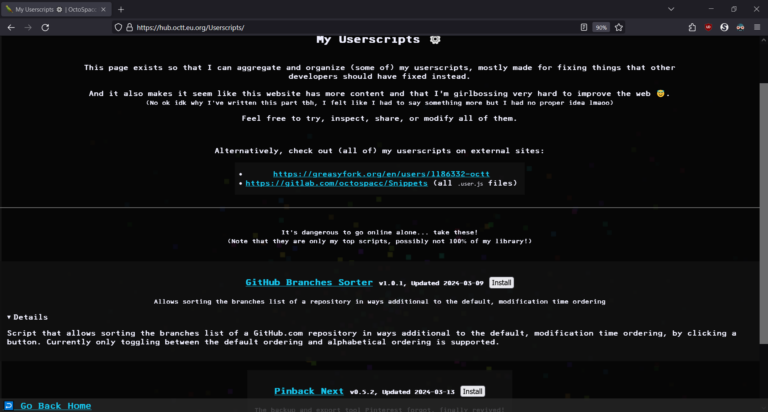 My Userscripts ⚙ | OctoSpacc
https://hub.octt.eu.org/Userscripts/
90%
My Userscripts ⚙
This page exists so that I can aggregate and organize (some of) my userscripts, mostly made for fixing things that other
developers should have fixed instead.
And it also makes it seem like this website has more content and that I'm girlbossing very hard to improve the web 😇.
(No ok idk why I've written this part tbh, I felt like I had to say something more but I had no proper idea lmaoo)
Feel free to try, inspect, share, or modify all of them.
Alternatively, check out (all of) my userscripts on external sites:
• https://greasyfork.org/en/users/1186332-octt
• https://gitlab.com/octospacc/Snippets (all .user.js files)
It's dangerous to go online alone... take these!
(Note that they are only my top scripts, possibly not 100% of my library!)
GitHub Branches Sorter v1.0.1, Updated 2024-03-09 Install
Allows sorting the branches list of a repository in ways additional to the default, modification time ordering
▼ Details
Script that allows sorting the branches list of a GitHub.com repository in ways additional to the default, modification time ordering, by clicking a
button. Currently only toggling between the default ordering and alphabetical ordering is supported.
Pinback Next v0.5.2, Updated 2024-03-13 Install
The backup and export tool Pinterest forgot, finally revived!
Go Back Home